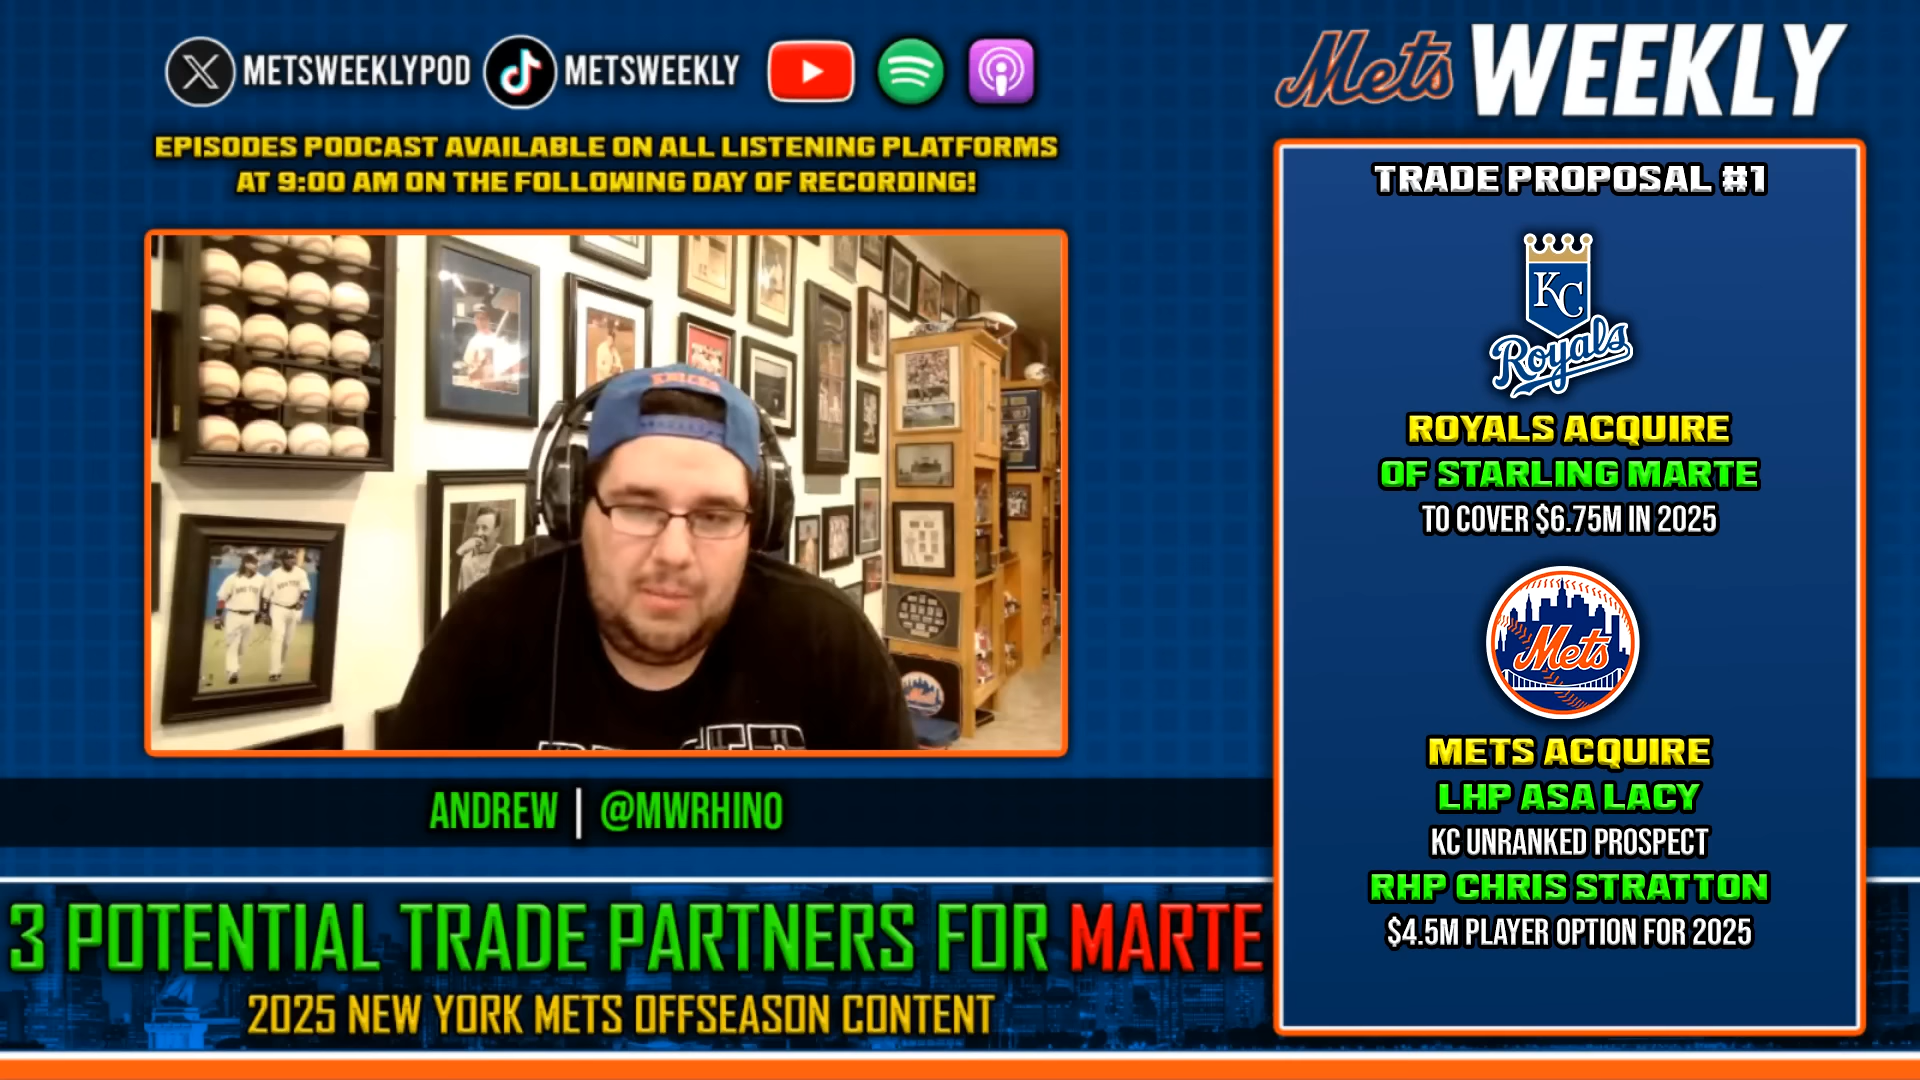 METSWEEKLYPOD
METSWEEKLY
EPISODES PODCAST AVAILABLE ON ALL LISTENING PLATFORMS
AT 9:00 AM ON THE FOLLOWING DAY OF RECORDING!
ANDREW | @MWRHINO
3 POTENTIAL TRADE PARTNERS FOR MARTE
2025 NEW YORK METS OFFSEASON CONTENT
Mets WEEKLY
TRADE PROPOSAL #1
KC
Royals
ROYALS ACQUIRE
OF STARLING MARTE
TO COVER $6.75M IN 2025
Mets
METS ACQUIRE
LHP ASA LACY
KC UNRANKED PROSPECT
RHP CHRIS STRATTON
$4.5M PLAYER OPTION FOR 2025